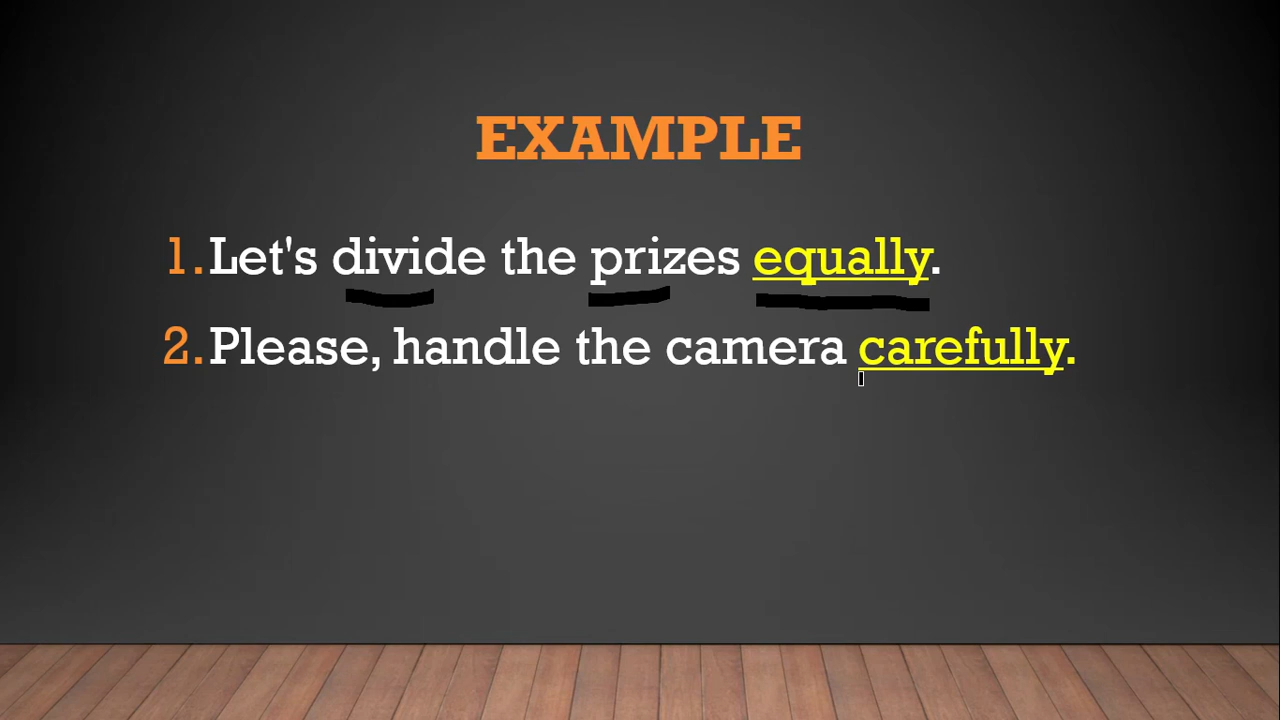 EXAMPLE
1. Let's divide the prizes equally.
2. Please, handle the camera carefully.